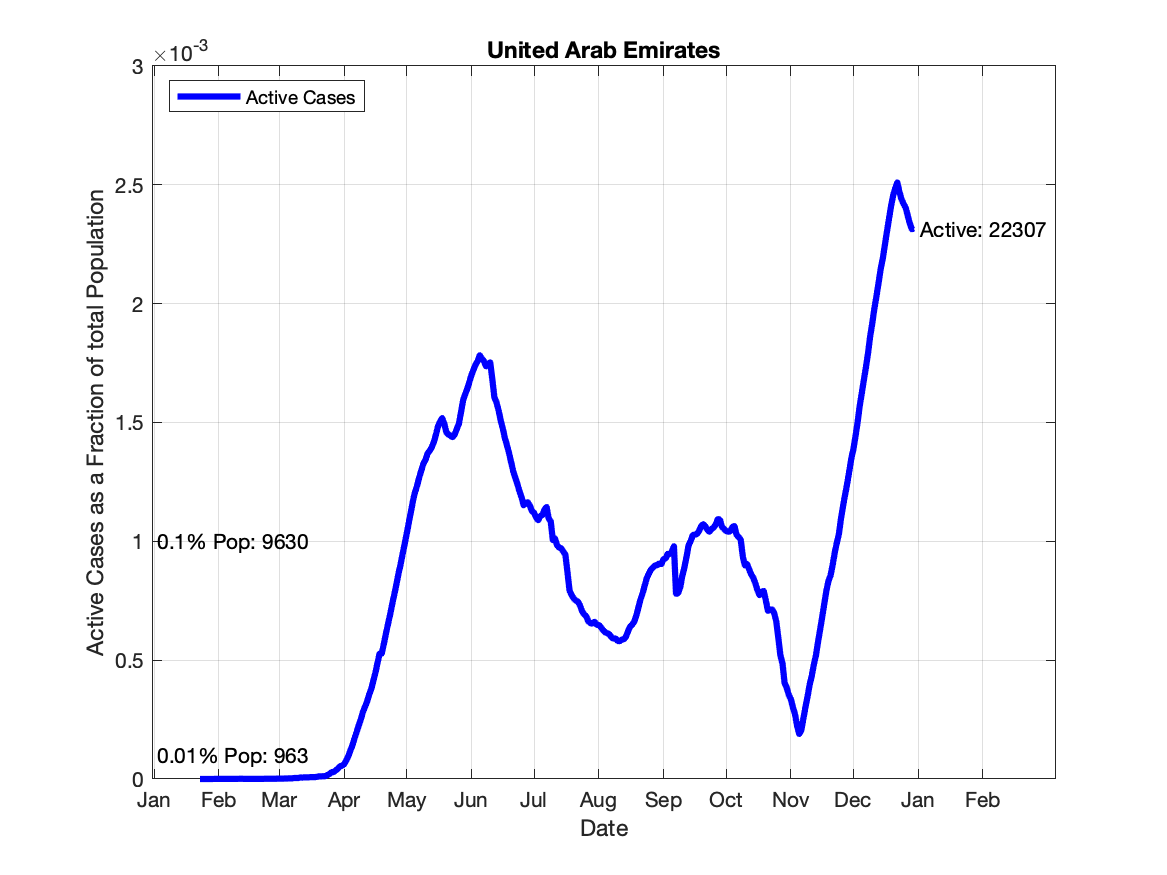 United Arab Emirates
×10⁻³
3
Active Cases
2.5
Active: 22307
2
1.5
1
0.1% Pop: 9630
0.5
0.01% Pop: 963
0
Active Cases as a Fraction of total Population
Jan Feb Mar Apr May Jun Jul Aug Sep Oct Nov Dec Jan Feb
Date